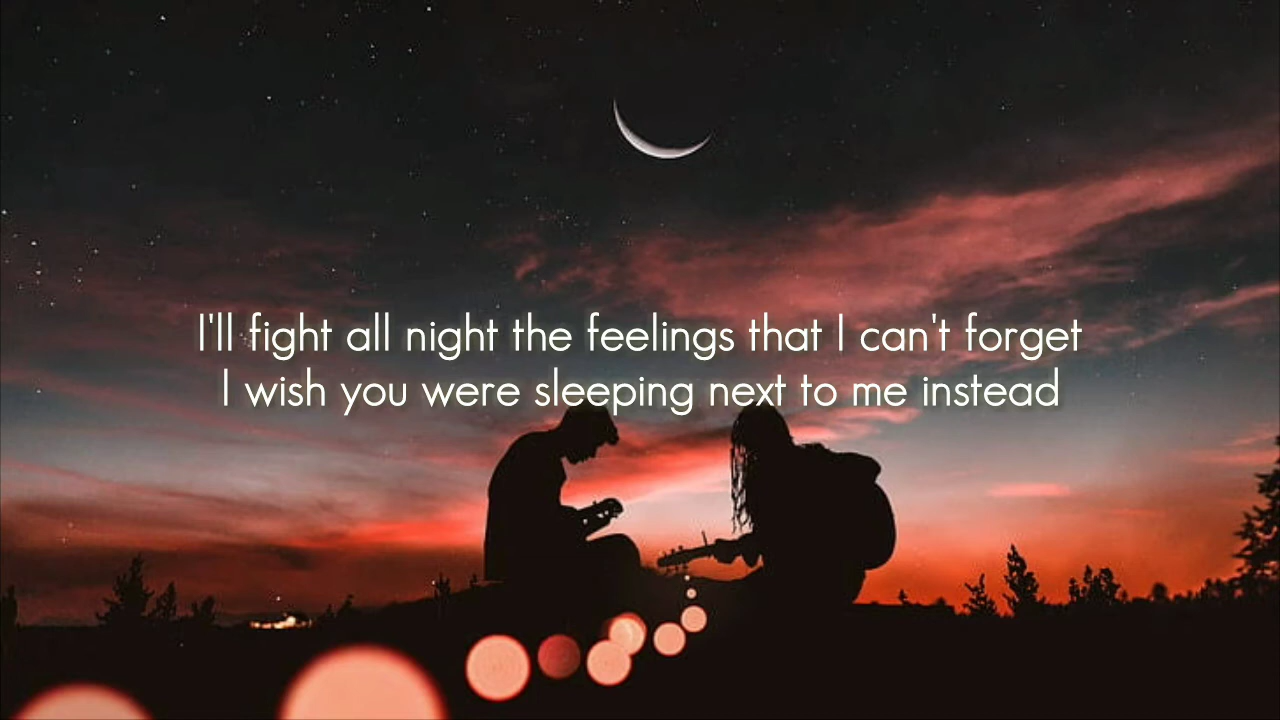 I'll fight all night the feelings that I can't forget
I wish you were sleeping next to me instead